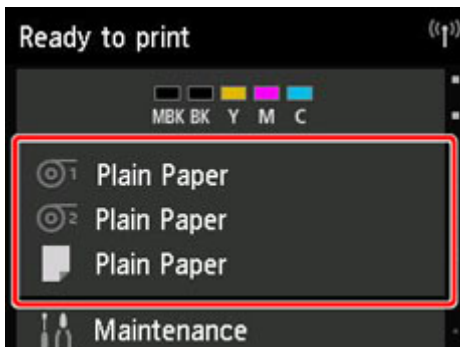 Ready to print
MBK BK Y M C
1 Plain Paper
2 Plain Paper
Plain Paper
Maintenance